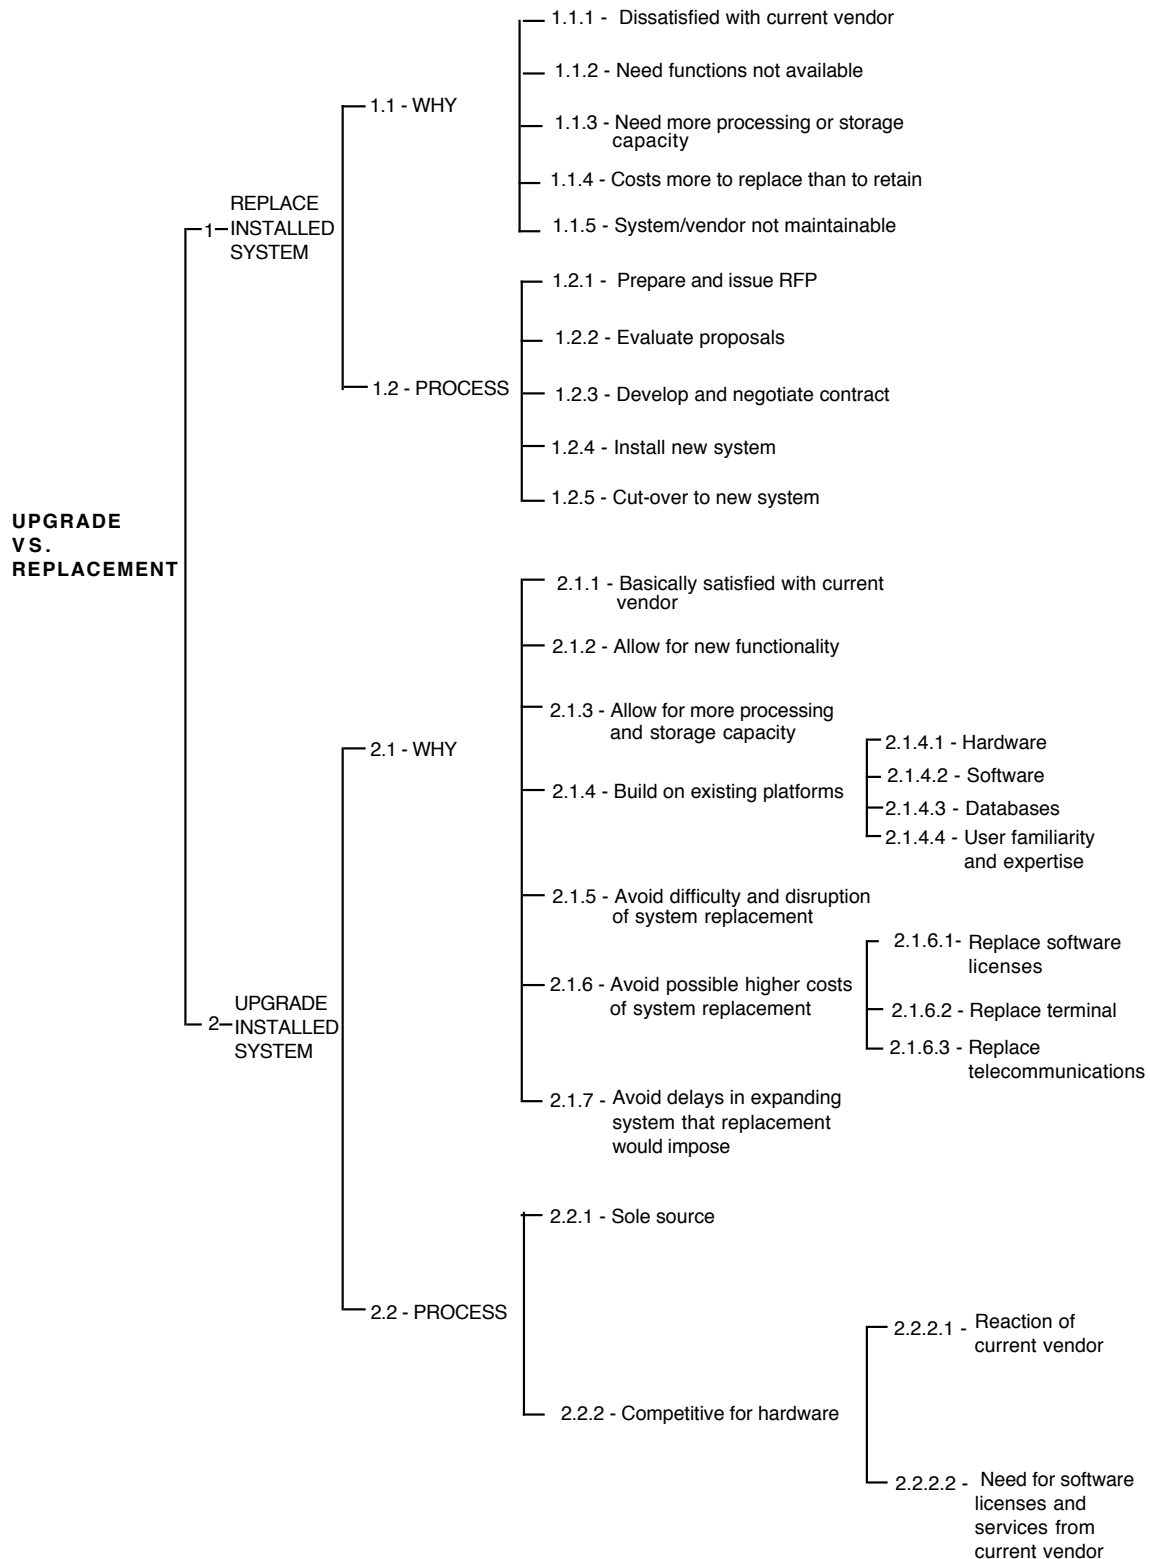 UPGRADE
VS.
REPLACEMENT
1
REPLACE
INSTALLED
SYSTEM
1.1 - WHY
1.1.1 - Dissatisfied with current vendor
1.1.2 - Need functions not available
1.1.3 - Need more processing or storage
capacity
1.1.4 - Costs more to replace than to retain
1.1.5 - System/vendor not maintainable
1.2 - PROCESS
1.2.1 - Prepare and issue RFP
1.2.2 - Evaluate proposals
1.2.3 - Develop and negotiate contract
1.2.4 - Install new system
1.2.5 - Cut-over to new system
2
UPGRADE
INSTALLED
SYSTEM
2.1 - WHY
2.1.1 - Basically satisfied with current
vendor
2.1.2 - Allow for new functionality
2.1.3 - Allow for more processing
and storage capacity
2.1.4 - Build on existing platforms
2.1.4.1 - Hardware
2.1.4.2 - Software
2.1.4.3 - Databases
2.1.4.4 - User familiarity
and expertise
2.1.5 - Avoid difficulty and disruption
of system replacement
2.1.6 - Avoid possible higher costs
of system replacement
2.1.6.1- Replace software
licenses
2.1.6.2 - Replace terminal
2.1.6.3 - Replace
telecommunications
2.1.7 - Avoid delays in expanding
system that replacement
would impose
2.2 - PROCESS
2.2.1 - Sole source
2.2.2 - Competitive for hardware
2.2.2.1 - Reaction of
current vendor
2.2.2.2 - Need for software
licenses and
services from
current vendor